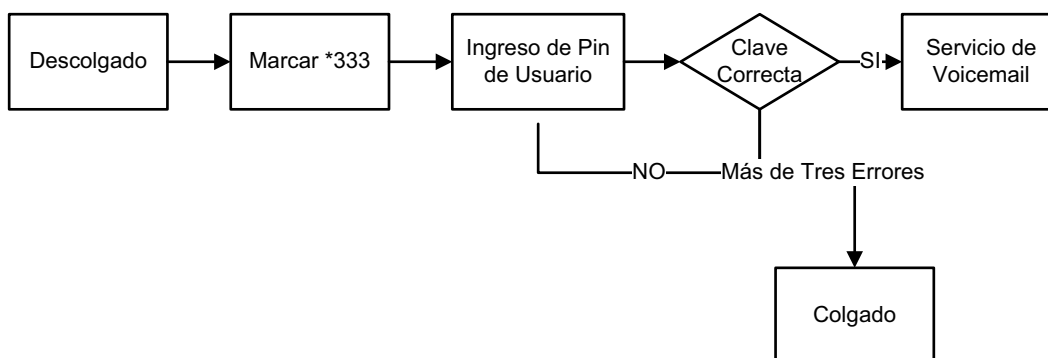 Descolgado
Marcar *333
Ingreso de Pin
de Usuario
Clave
Correcta
SI
Servicio de
Voicemail
NO
Más de Tres Errores
Colgado